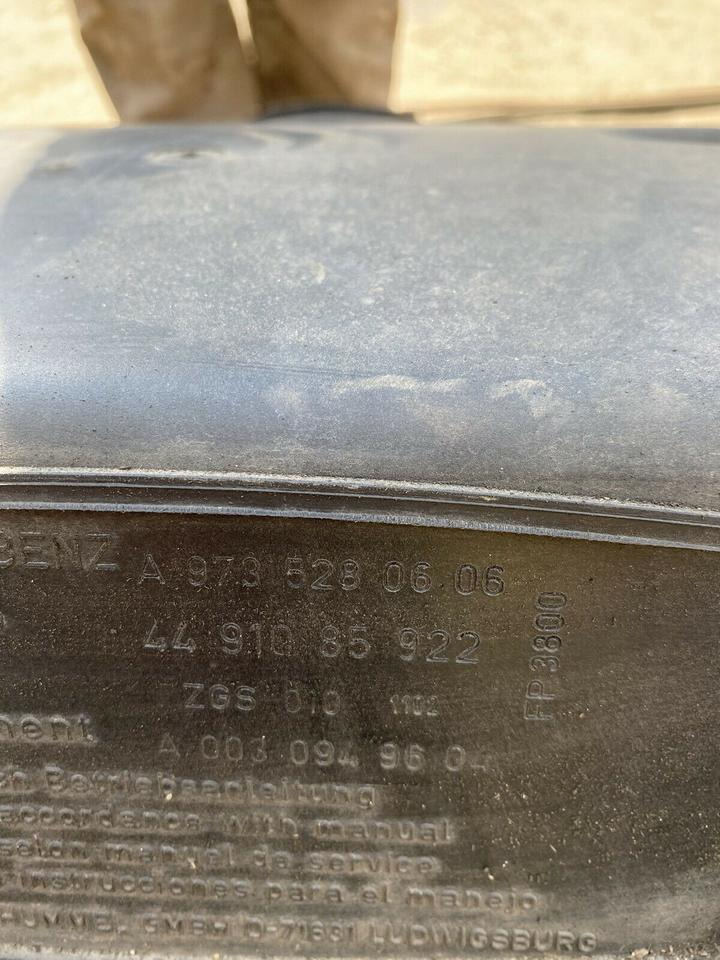 BENZ A 973 528 06 06
44 910 85 922
FP 3800
ZGS 010 1102
A 003 094 96 04
Betriebsanleitung
accordance with manual
manuel de service
instrucciones para el manejo
HUMMEL GMBH D-71631 LUDWIGSBURG